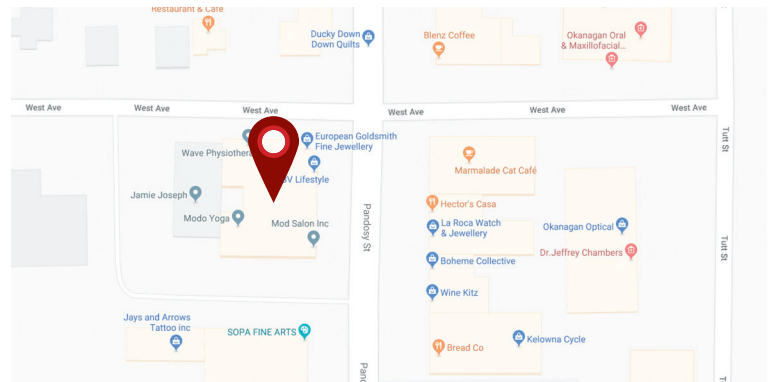 Restaurant & Cafe
Ducky Down
Down Quilts
Blenz Coffee
Okanagan Oral
& Maxillofacial...
West Ave
West Ave
West Ave
West Ave
West Ave
West Ave
European Goldsmith
Fine Jewellery
Wave
Lifestyle
Marmalade Cat Café
Tutt St
Jamie Joseph
Modo Yoga
Mod Salon Inc
Pandosy St
Hector's Casa
La Roca Watch
& Jewellery
Okanagan Optical
Tutt St
Boheme Collective
Dr.Jeffrey Chambers
Wine Kitz
Jays and Arrows
Tattoo inc
SOPA FINE ARTS
Bread Co
Kelowna Cycle